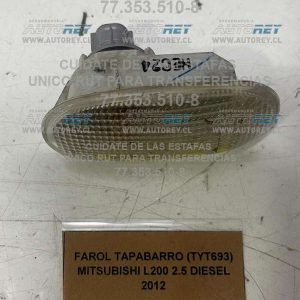 77.353.510-8
WWW.AUTOREY.CL
AUTOREY
NEC24
CUIDATE DE LAS ESTAFAS
UNICO RUT PARA TRANSFERENCIAS
77.353.510-8
WWW.AUTOREY.CL
AUTOREY
CUIDATE DE LAS ESTAFAS
UNICO RUT PARA TRANSFERENCIAS
77.353.510-8
WWW.AUTOREY.CL
FAROL TAPABARRO (TYT693)
MITSUBISHI L200 2.5 DIESEL
2012